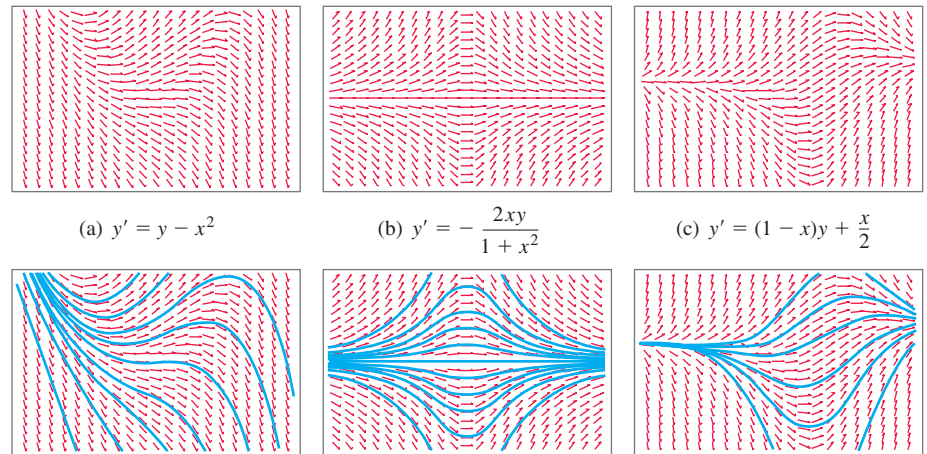 (a) y′ = y − x²
(b) y′ = − 2xy / (1 + x²)
(c) y′ = (1 − x)y + x/2